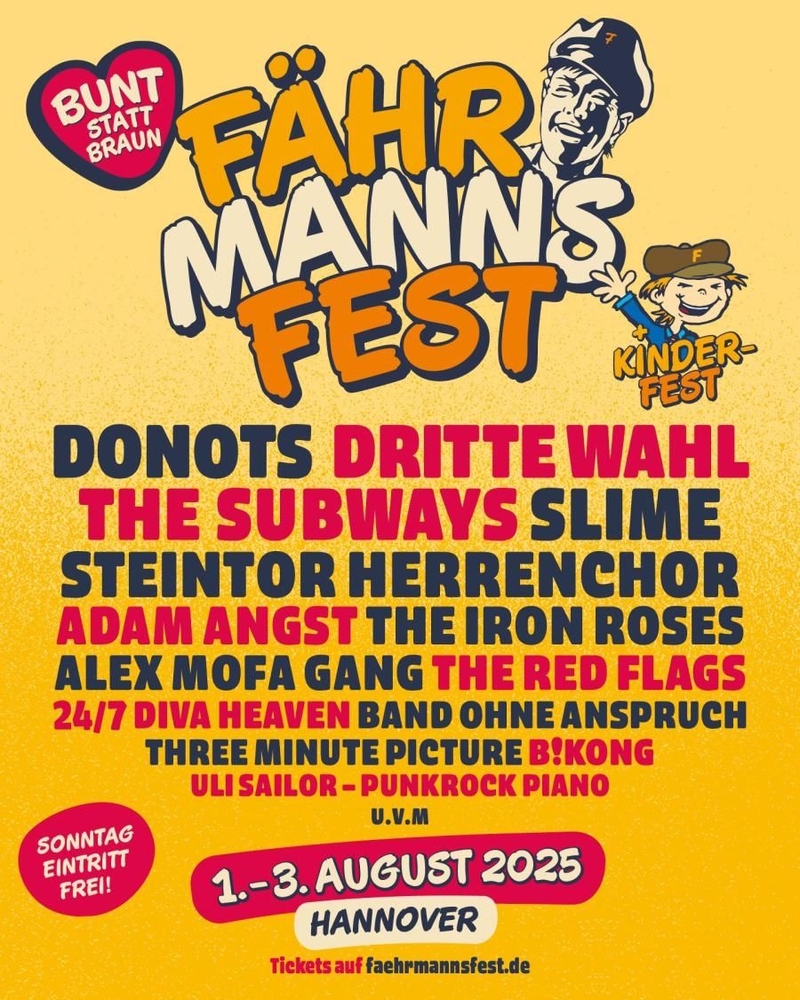 BUNT
STATT
BRAUN
FÄHR
MANNS
FEST
F
F
+
KINDER-
FEST
DONOTS DRITTE WAHL
THE SUBWAYS SLIME
STEINTOR HERRENCHOR
ADAM ANGST THE IRON ROSES
ALEX MOFA GANG THE RED FLAGS
24/7 DIVA HEAVEN BAND OHNE ANSPRUCH
THREE MINUTE PICTURE B!KONG
ULI SAILOR – PUNKROCK PIANO
U.V.M
SONNTAG
EINTRITT
FREI!
1.–3. AUGUST 2025
HANNOVER
Tickets auf faehrmannsfest.de